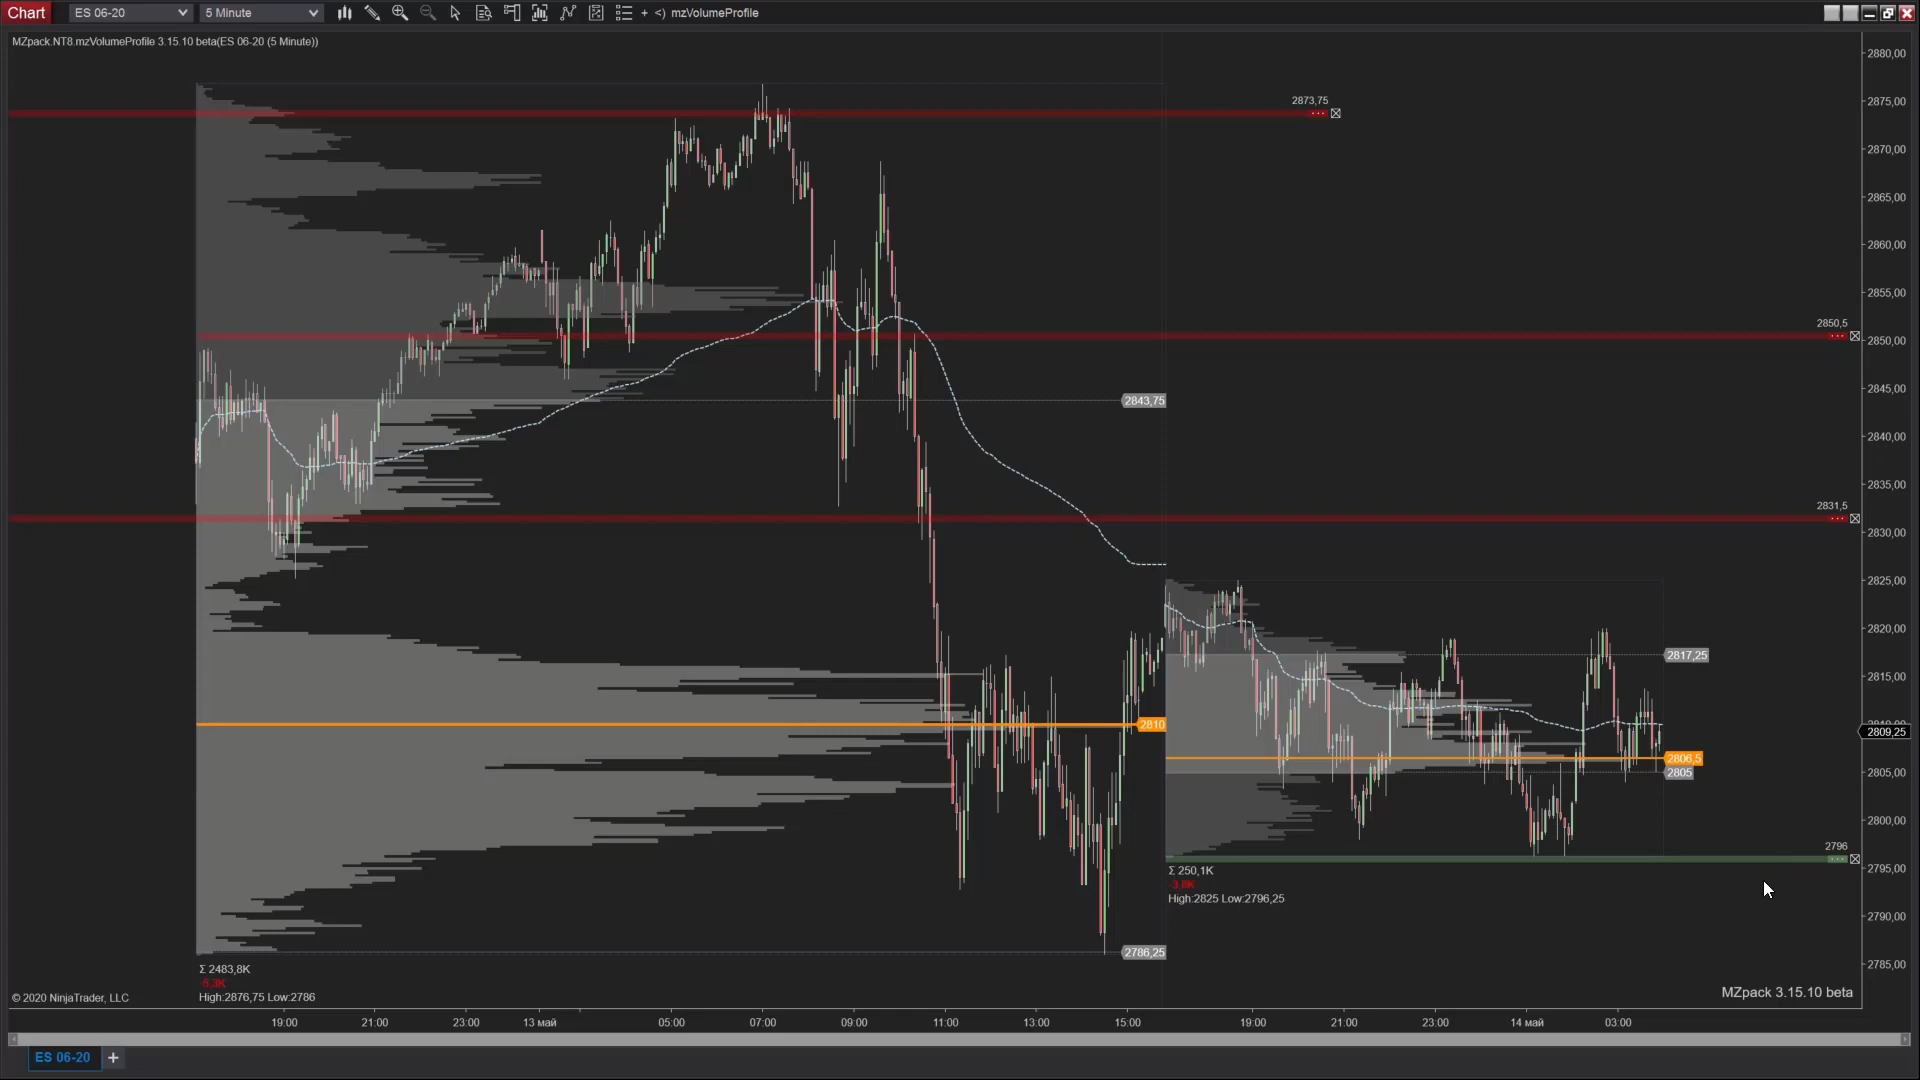 Chart ES 06-20 5 Minute + <) mzVolumeProfile
MZpack.NT8.mzVolumeProfile 3.15.10 beta(ES 06-20 (5 Minute))
2880,00
2873,75
2875,00
2870,00
2865,00
2860,00
2855,00
2850,5
2850,00
2845,00
2843,75
2840,00
2835,00
2831,5
2830,00
2825,00
2820,00
2817,25
2815,00
2810
2810,00
2809,25
2806,5
2805
2805,00
2800,00
2796
2795,00
Σ 250,1K
-3,8K
High:2825 Low:2796,25
2790,00
2786,25
2785,00
Σ 2483,8K
-5,3K
High:2876,75 Low:2786
© 2020 NinjaTrader, LLC
MZpack 3.15.10 beta
19:00 21:00 23:00 13 май 05:00 07:00 09:00 11:00 13:00 15:00 19:00 21:00 23:00 14 май 03:00
ES 06-20 +